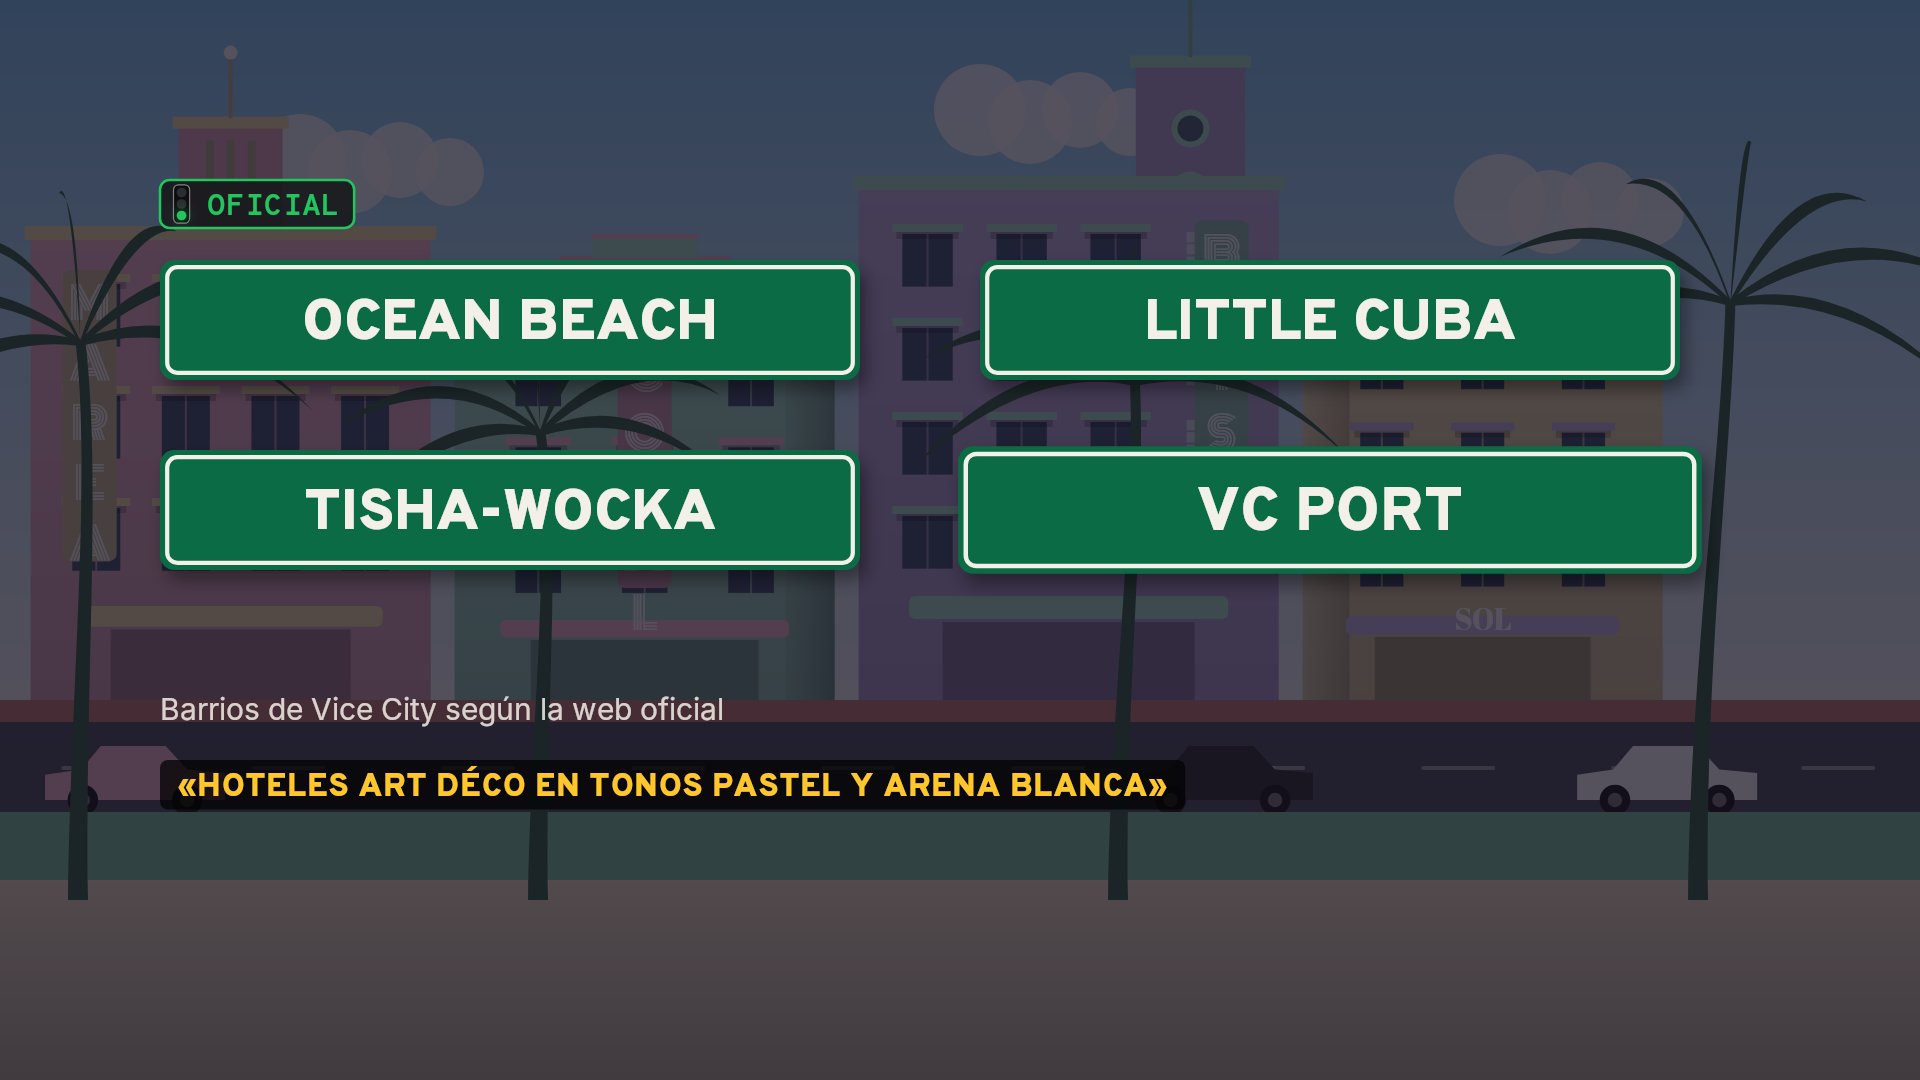 OFICIAL
OCEAN BEACH
LITTLE CUBA
TISHA-WOCKA
VC PORT
MAREA
SOL
Barrios de Vice City según la web oficial
«HOTELES ART DÉCO EN TONOS PASTEL Y ARENA BLANCA»